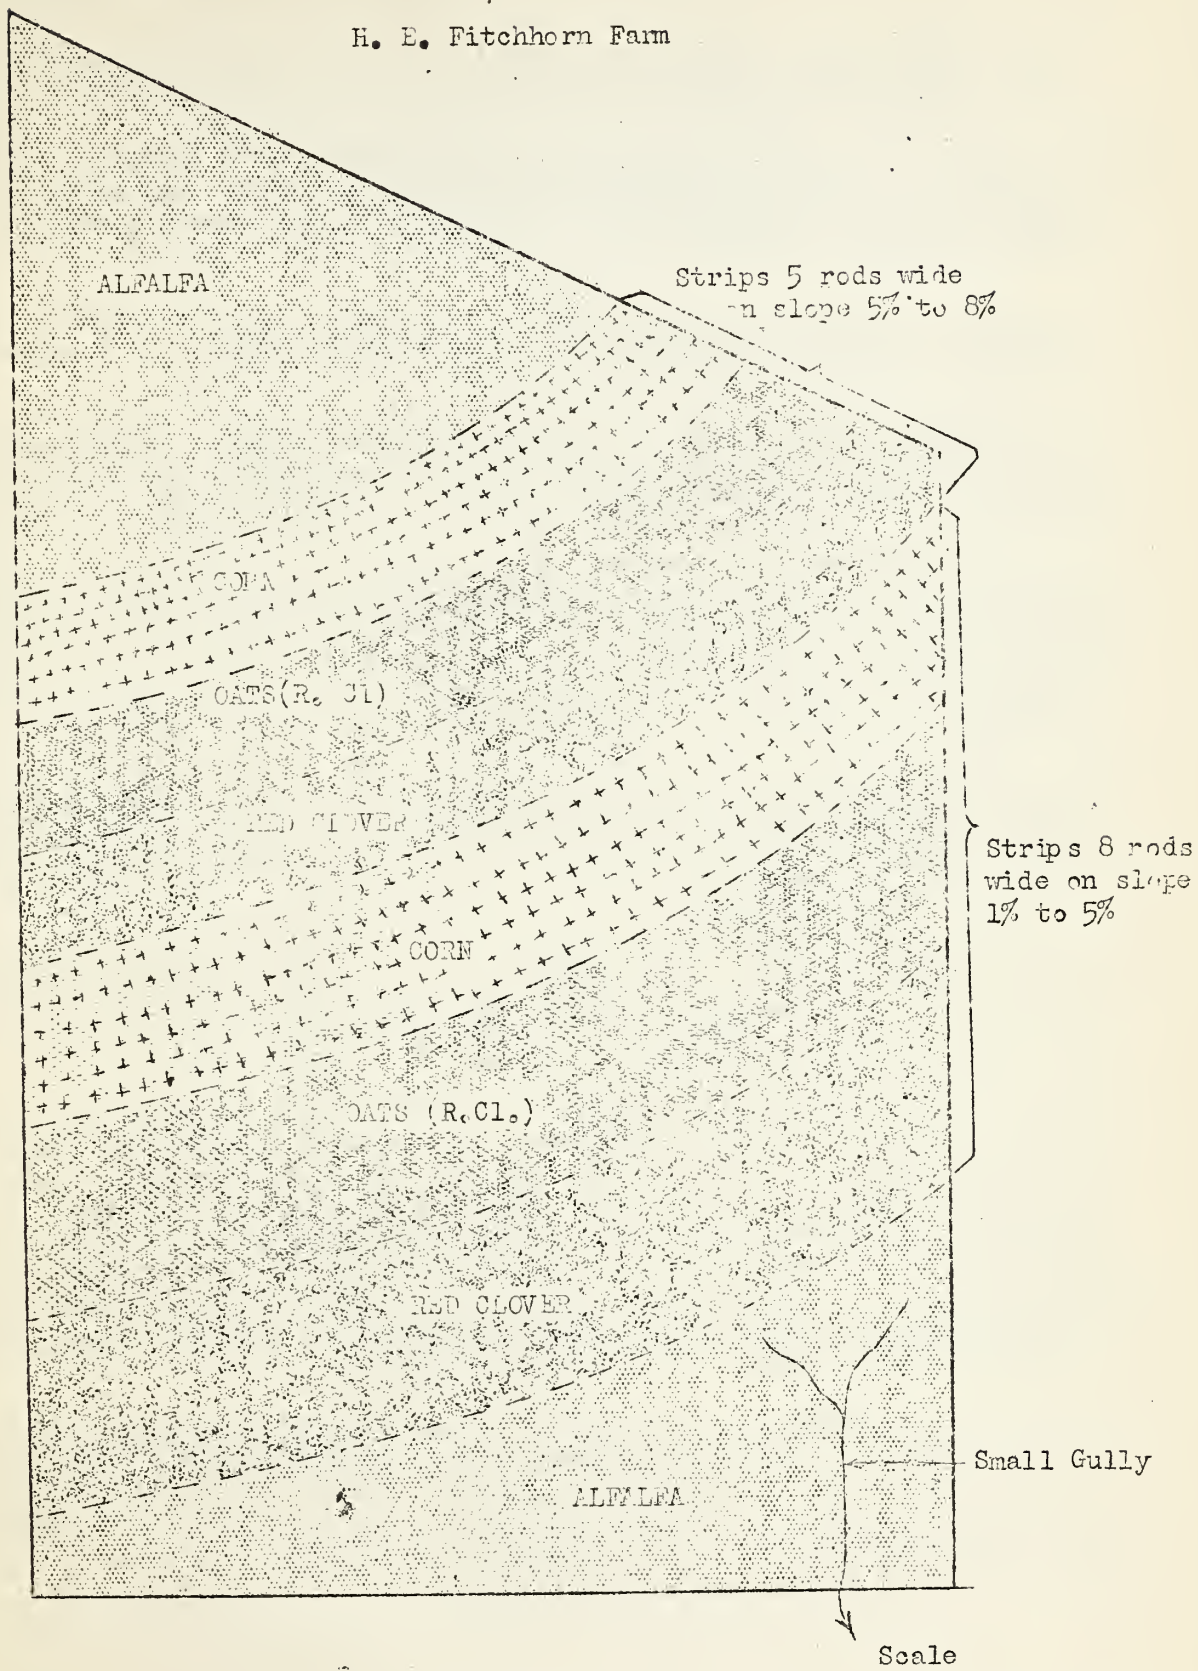 H. E. Fitchhorn Farm
ALFALFA
Strips 5 rods wide
on slope 5% to 8%
CORN
OATS(R. Cl)
RED CLOVER
Strips 8 rods
wide on slope
1% to 5%
CORN
OATS (R.Cl.)
RED CLOVER
Small Gully
ALFALFA
Scale